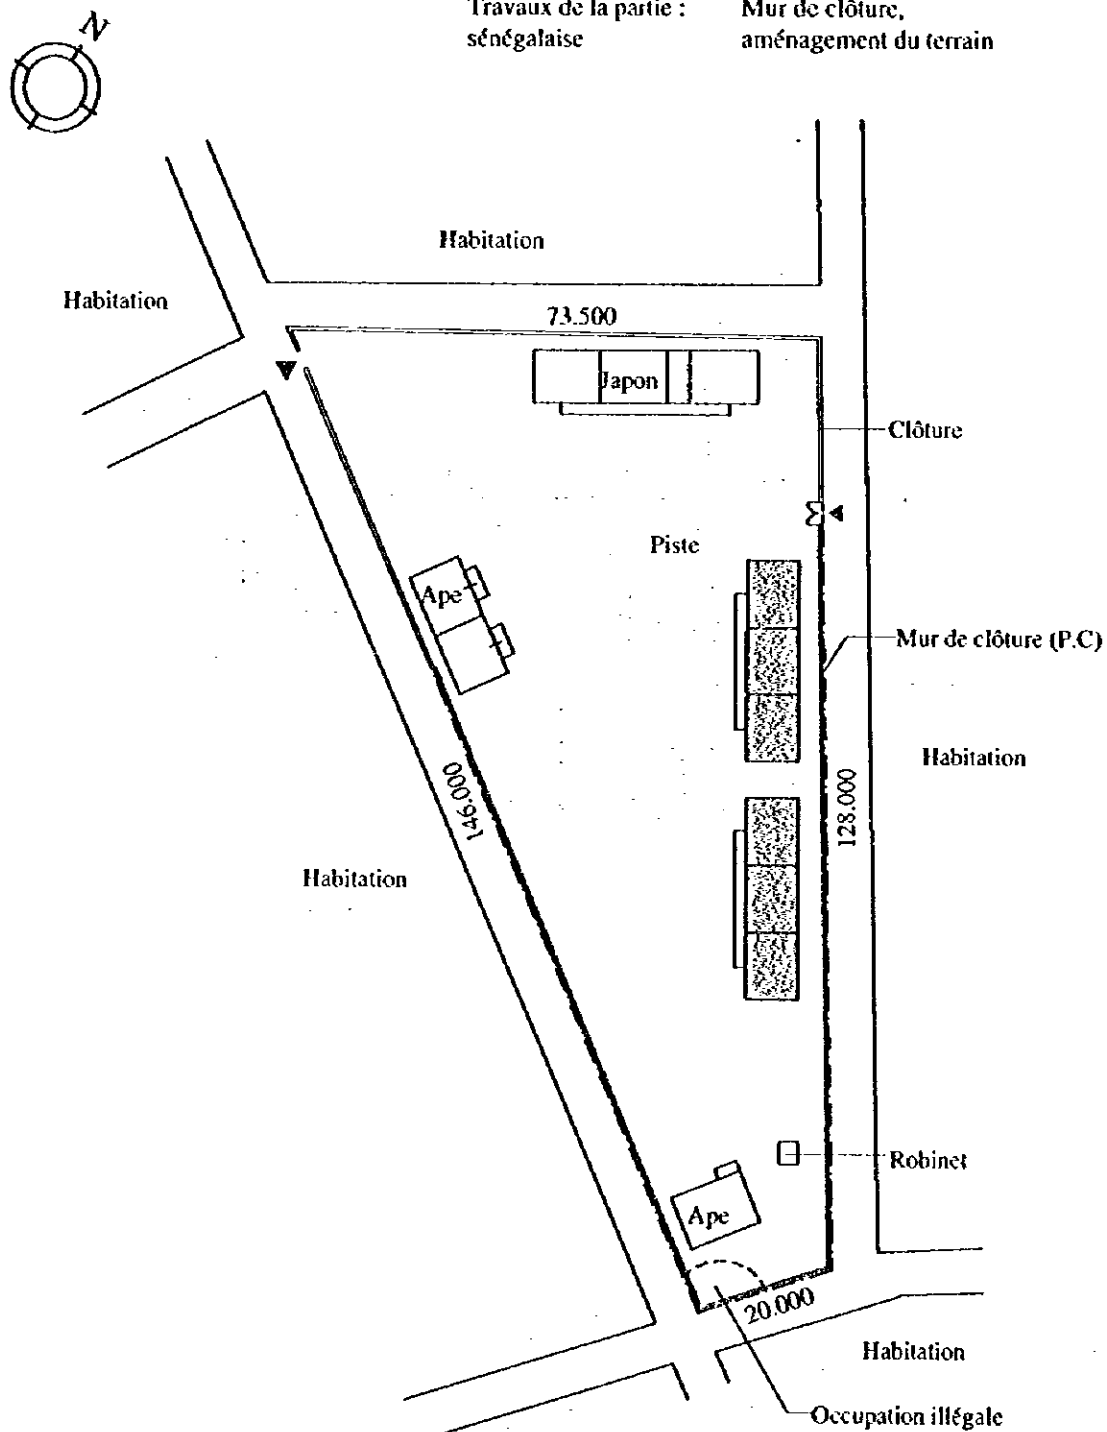 Travaux de la partie : Mur de clôture,
sénégalaise aménagement du terrain
N
Habitation
Habitation
73.500
Japon
Clôture
Piste
Ape
Mur de clôture (P.C)
Habitation
146.000
128.000
Habitation
Robinet
Ape
20.000
Habitation
Occupation illégale